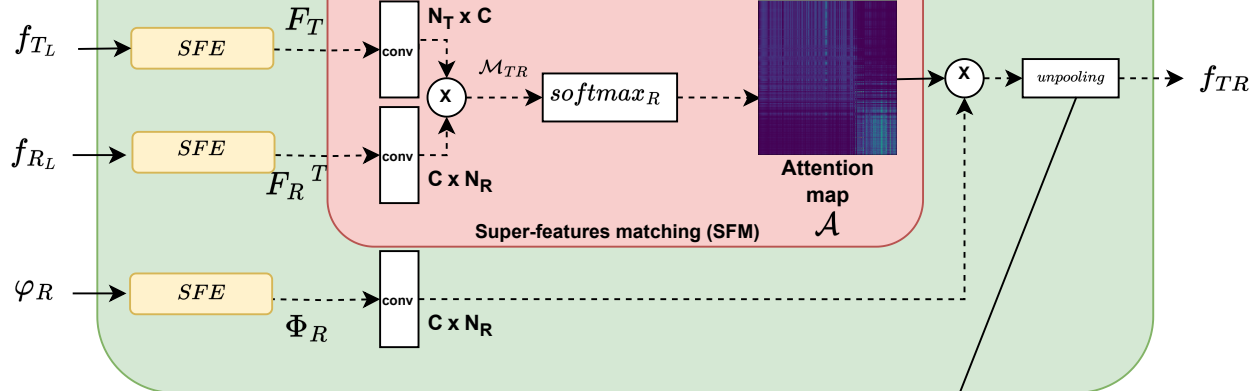 f_{T_L}
SFE
F_T
conv
N_T x C
X
M_{TR}
softmax_R
X
unpooling
f_{TR}
f_{R_L}
SFE
F_R^T
conv
C x N_R
Attention
map
A
Super-features matching (SFM)
φ_R
SFE
Φ_R
conv
C x N_R